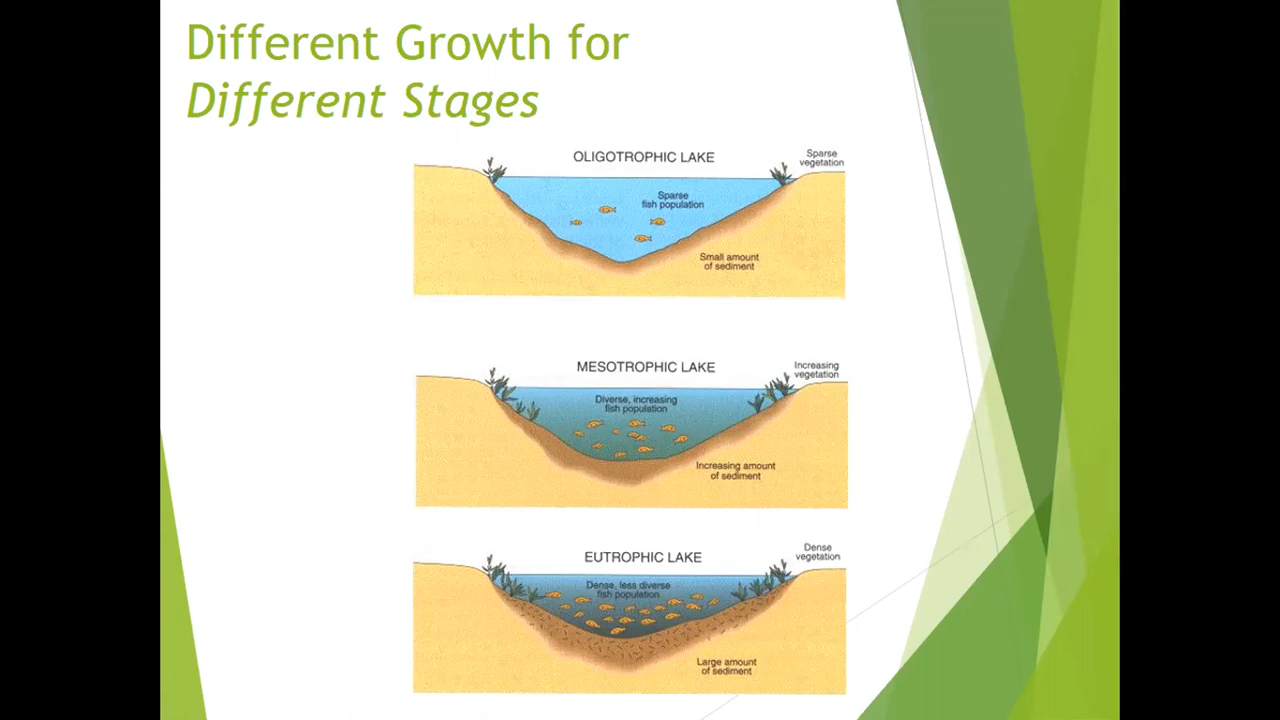 Different Growth for
Different Stages
OLIGOTROPHIC LAKE
Sparse
vegetation
Sparse
fish population
Small amount
of sediment
MESOTROPHIC LAKE
Increasing
vegetation
Diverse, increasing
fish population
Increasing amount
of sediment
EUTROPHIC LAKE
Dense
vegetation
Dense, less diverse
fish population
Large amount
of sediment